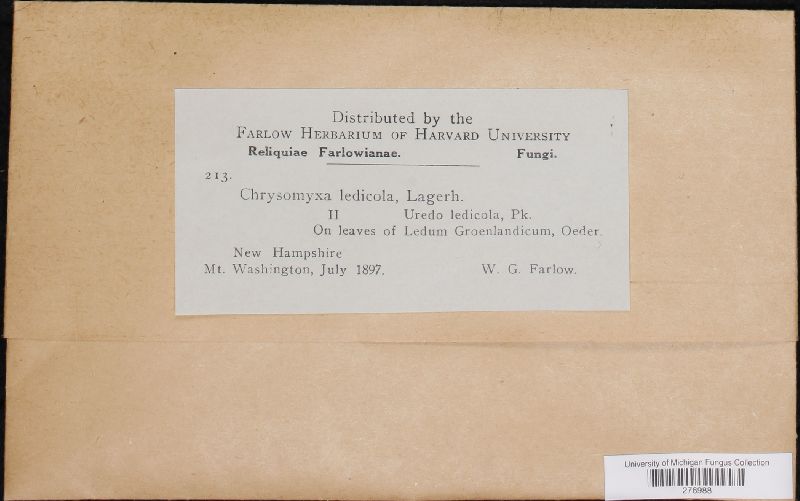 Distributed by the
Farlow Herbarium of Harvard University
Reliquiae Farlowianae. Fungi.
213.
Chrysomyxa ledicola, Lagerh.
II Uredo ledicola, Pk.
On leaves of Ledum Groenlandicum, Oeder.
New Hampshire
Mt. Washington, July 1897. W. G. Farlow.
University of Michigan Fungus Collection
276988